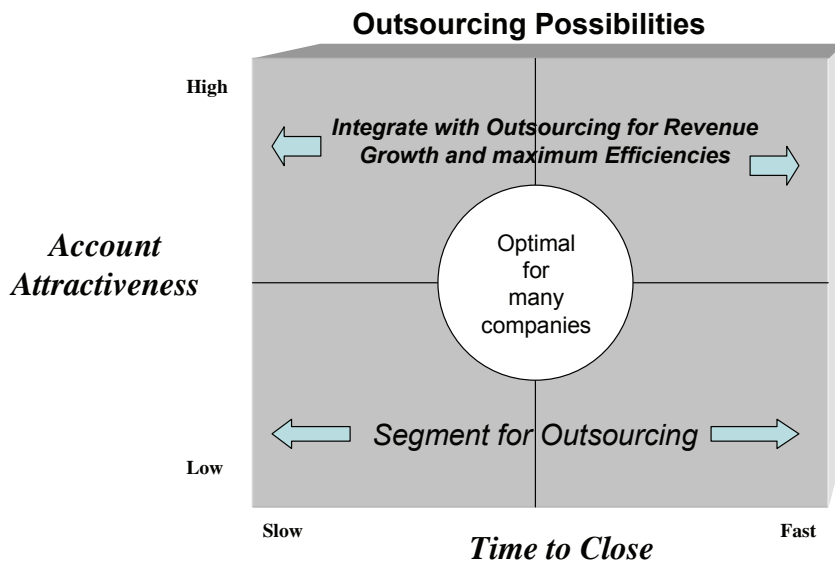 Outsourcing Possibilities
High
Integrate with Outsourcing for Revenue
Growth and maximum Efficiencies
Account
Attractiveness
Optimal
for
many
companies
Segment for Outsourcing
Low
Slow
Fast
Time to Close